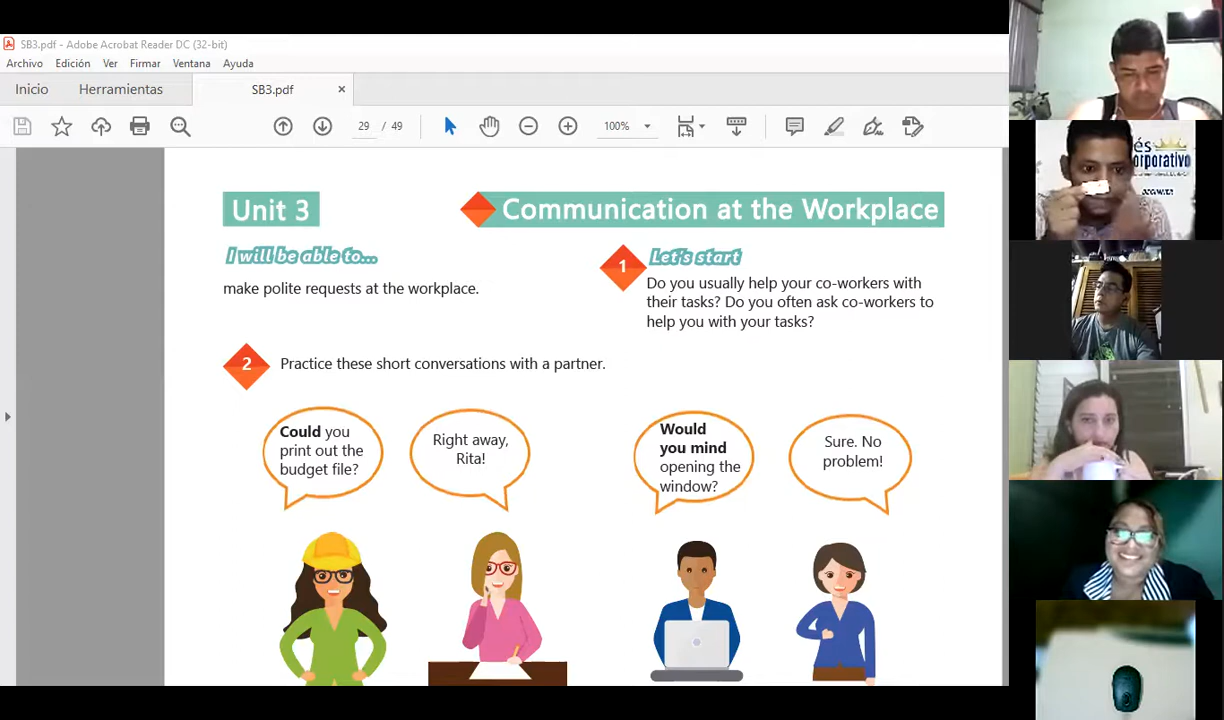 SB3.pdf - Adobe Acrobat Reader DC (32-bit)
Archivo Edición Ver Firmar Ventana Ayuda
Inicio Herramientas SB3.pdf ×
29 / 49 100%
Unit 3
Communication at the Workplace
I will be able to...
make polite requests at the workplace.
1
Let's start
Do you usually help your co-workers with
their tasks? Do you often ask co-workers to
help you with your tasks?
2
Practice these short conversations with a partner.
Could you
print out the
budget file?
Right away,
Rita!
Would
you mind
opening the
window?
Sure. No
problem!
és
orporativo